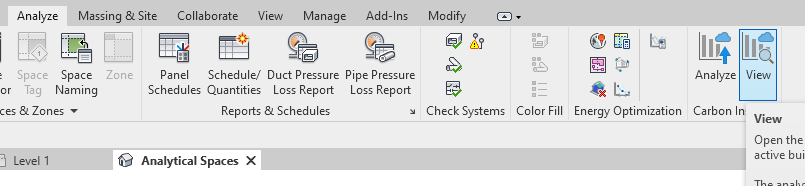 Analyze Massing & Site Collaborate View Manage Add-Ins Modify
Space Tag
Space Naming
Zone
Panel Schedules
Schedule/ Quantities
Duct Pressure Loss Report
Pipe Pressure Loss Report
Analyze
View
or
ces & Zones
Reports & Schedules
Check Systems
Color Fill
Energy Optimization
Carbon In
View
Open the
active bui
The analy
Level 1
Analytical Spaces